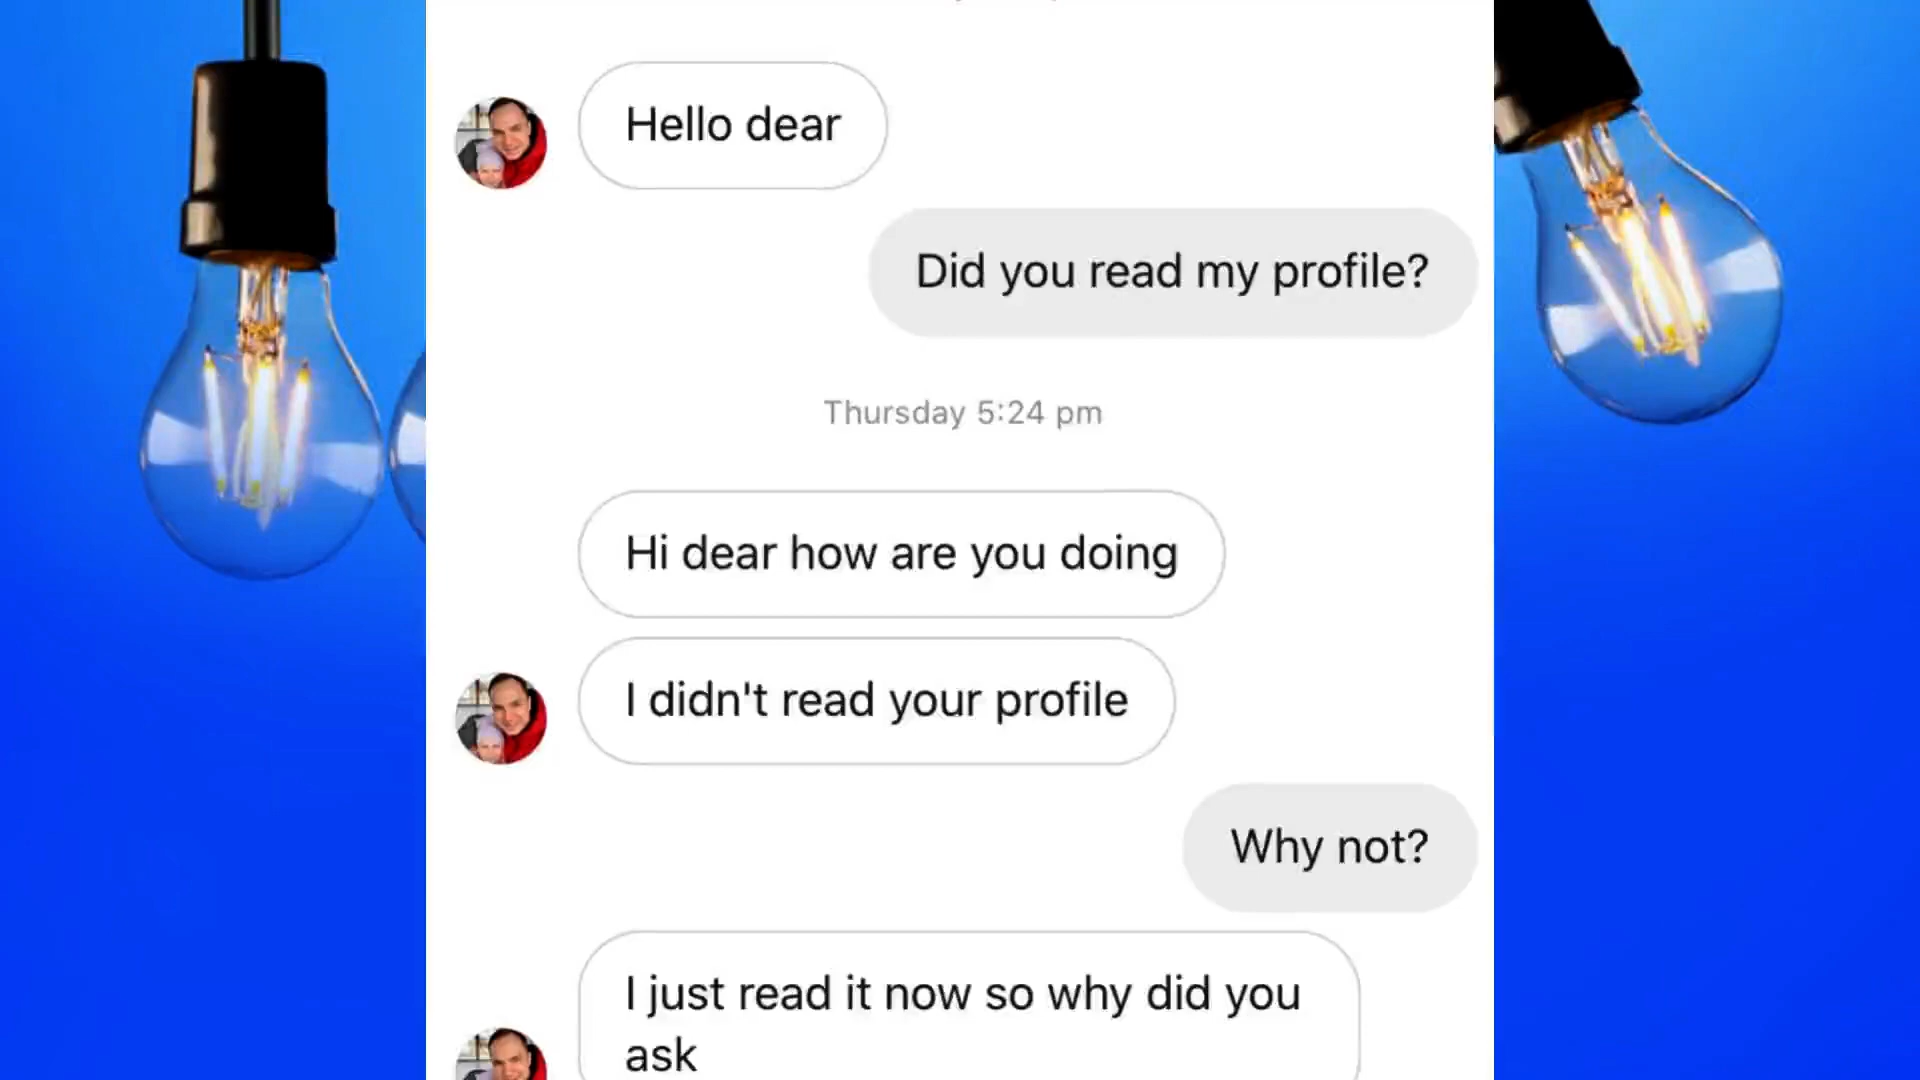 Hello dear
Did you read my profile?
Thursday 5:24 pm
Hi dear how are you doing
I didn't read your profile
Why not?
I just read it now so why did you
ask